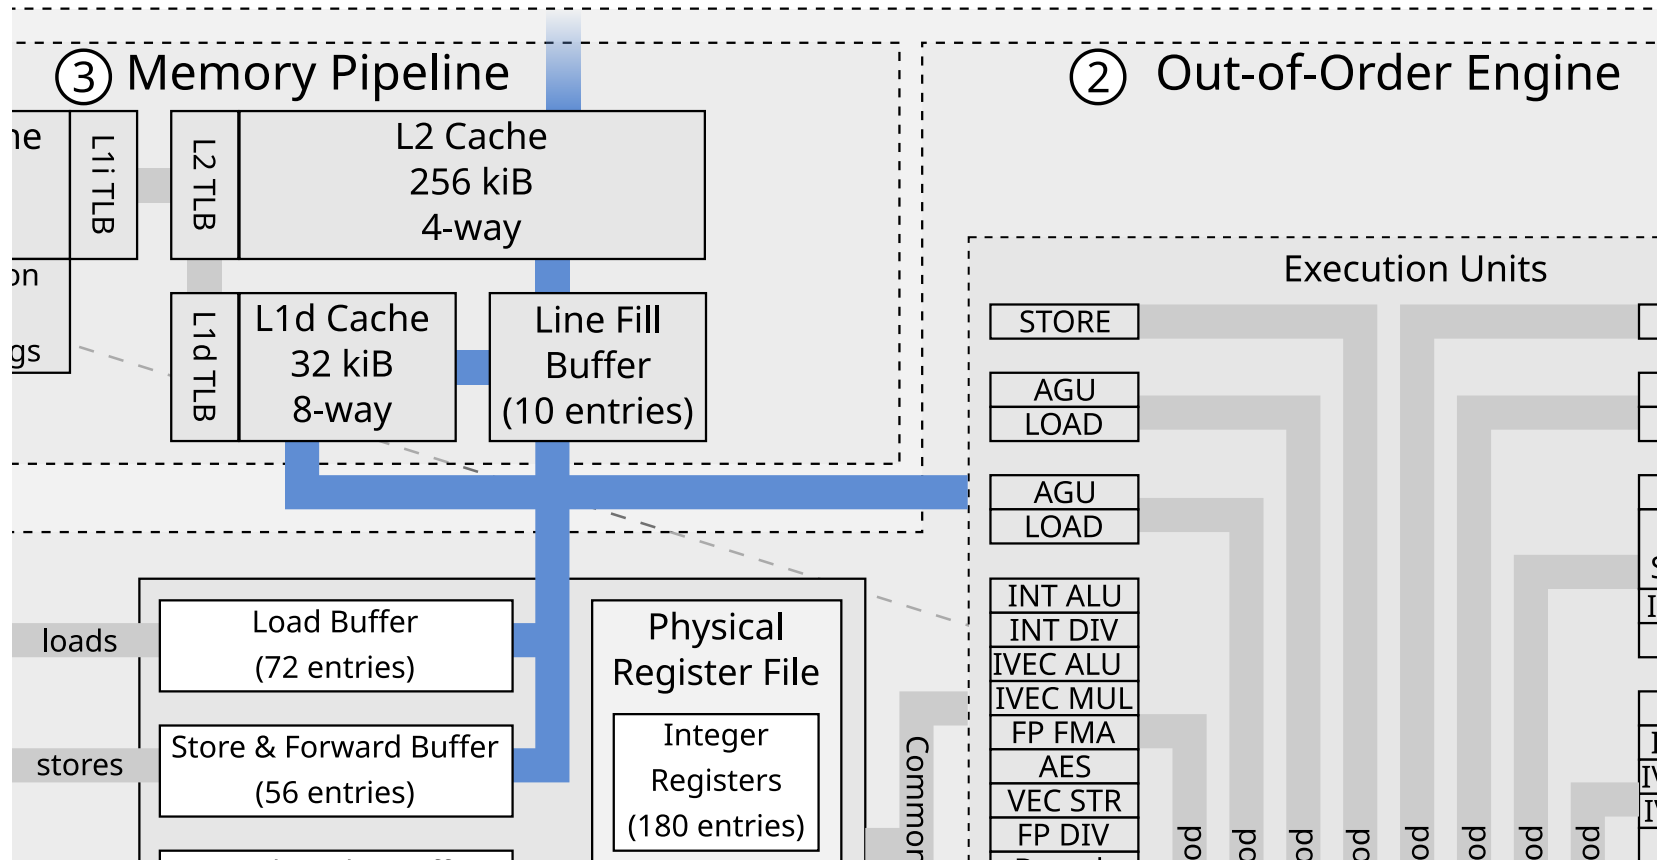 3 Memory Pipeline
L1i TLB
L2 TLB
L2 Cache
256 kiB
4-way
L1d TLB
L1d Cache
32 kiB
8-way
Line Fill
Buffer
(10 entries)
loads
Load Buffer
(72 entries)
stores
Store & Forward Buffer
(56 entries)
Physical
Register File
Integer
Registers
(180 entries)
Common
2 Out-of-Order Engine
Execution Units
STORE
AGU
LOAD
AGU
LOAD
INT ALU
INT DIV
IVEC ALU
IVEC MUL
FP FMA
AES
VEC STR
FP DIV